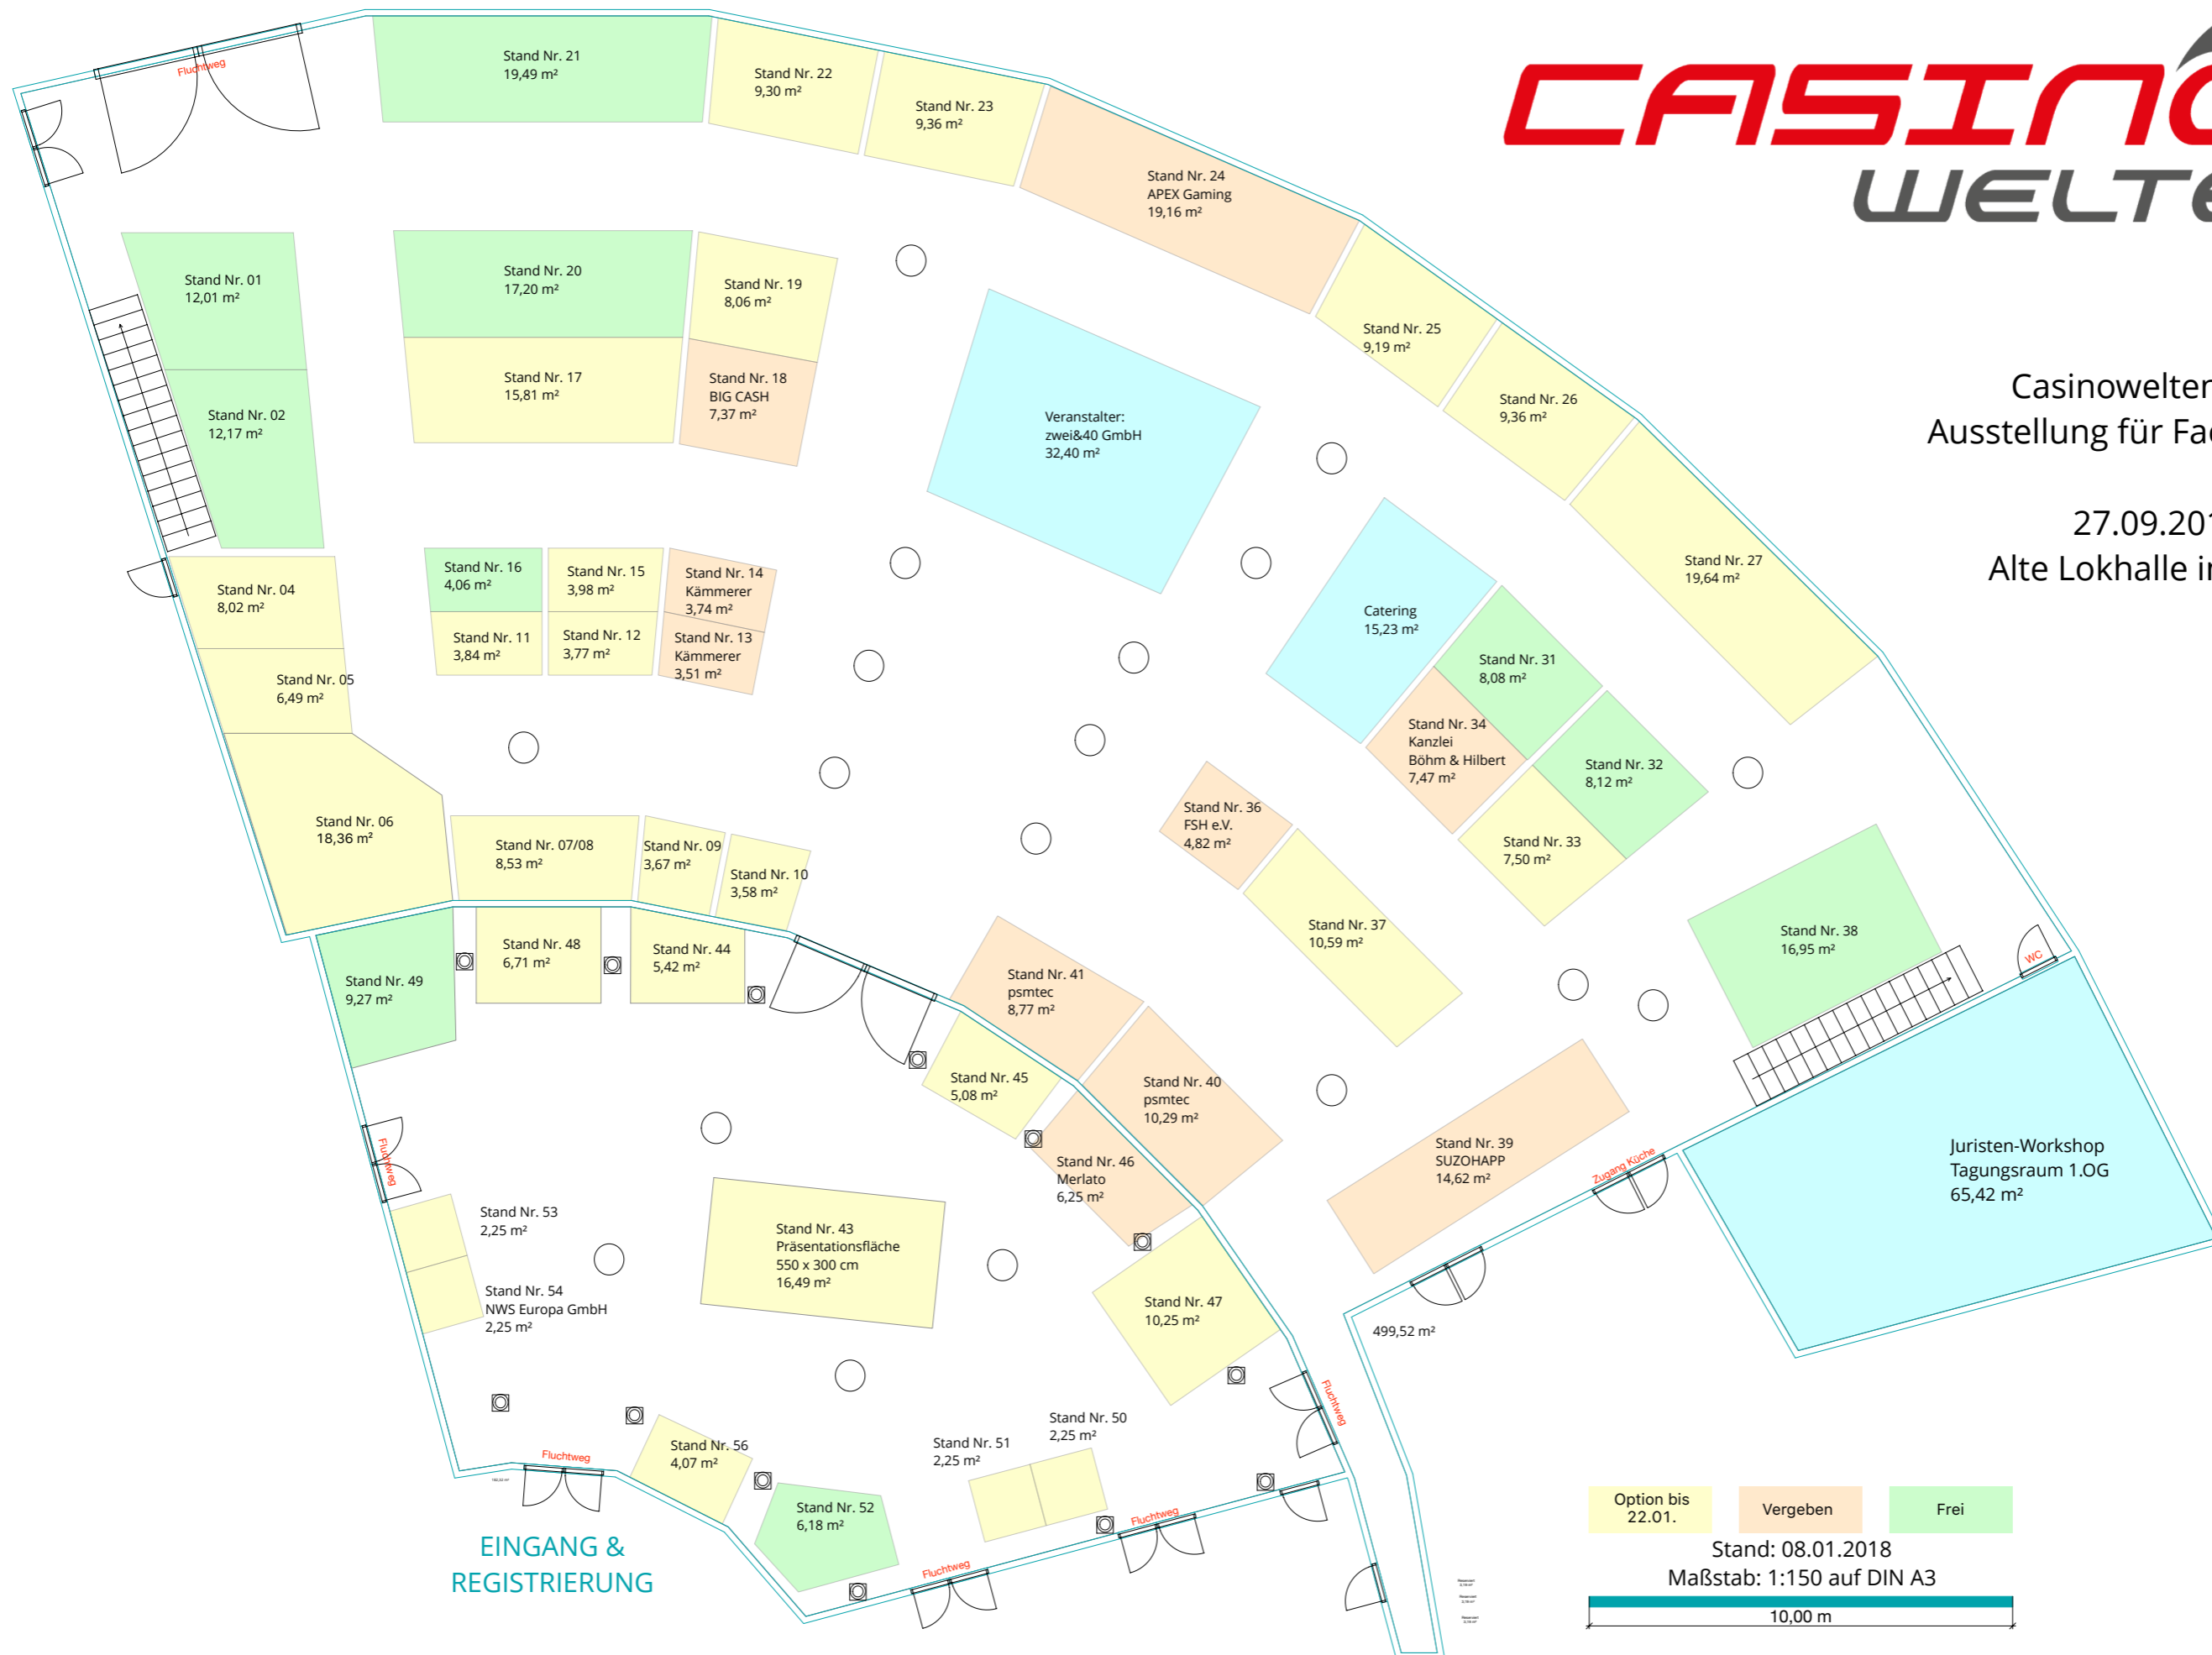 Fluchtweg
Stand Nr. 21
19,49 m²
Stand Nr. 22
9,30 m²
Stand Nr. 23
9,36 m²
Stand Nr. 24
APEX Gaming
19,16 m²
CASINO
WELTE
Stand Nr. 01
12,01 m²
Stand Nr. 02
12,17 m²
Stand Nr. 20
17,20 m²
Stand Nr. 17
15,81 m²
Stand Nr. 19
8,06 m²
Stand Nr. 18
BIG CASH
7,37 m²
Veranstalter:
zwei&40 GmbH
32,40 m²
Stand Nr. 25
9,19 m²
Stand Nr. 26
9,36 m²
Stand Nr. 27
19,64 m²
Casinowelten
Ausstellung für Fa
27.09.201
Alte Lokhalle i
Stand Nr. 04
8,02 m²
Stand Nr. 05
6,49 m²
Stand Nr. 06
18,36 m²
Stand Nr. 16
4,06 m²
Stand Nr. 15
3,98 m²
Stand Nr. 14
Kämmerer
3,74 m²
Stand Nr. 11
3,84 m²
Stand Nr. 12
3,77 m²
Stand Nr. 13
Kämmerer
3,51 m²
Catering
15,23 m²
Stand Nr. 31
8,08 m²
Stand Nr. 34
Kanzlei
Böhm & Hilbert
7,47 m²
Stand Nr. 32
8,12 m²
Stand Nr. 33
7,50 m²
Stand Nr. 36
FSH e.V.
4,82 m²
Stand Nr. 37
10,59 m²
Stand Nr. 38
16,95 m²
WC
Stand Nr. 07/08
8,53 m²
Stand Nr. 09
3,67 m²
Stand Nr. 10
3,58 m²
Stand Nr. 49
9,27 m²
Stand Nr. 48
6,71 m²
Stand Nr. 44
5,42 m²
Stand Nr. 41
psmtec
8,77 m²
Stand Nr. 45
5,08 m²
Stand Nr. 40
psmtec
10,29 m²
Stand Nr. 46
Merlato
6,25 m²
Stand Nr. 39
SUZOHAPP
14,62 m²
Zugang Küche
Juristen-Workshop
Tagungsraum 1.OG
65,42 m²
Fluchtweg
Stand Nr. 53
2,25 m²
Stand Nr. 54
NWS Europa GmbH
2,25 m²
Stand Nr. 43
Präsentationsfläche
550 x 300 cm
16,49 m²
Stand Nr. 47
10,25 m²
499,52 m²
Fluchtweg
Stand Nr. 50
2,25 m²
Stand Nr. 51
2,25 m²
Stand Nr. 56
4,07 m²
Fluchtweg
Stand Nr. 52
6,18 m²
Fluchtweg
Fluchtweg
EINGANG &
REGISTRIERUNG
Option bis
22.01.
Vergeben
Frei
Stand: 08.01.2018
Maßstab: 1:150 auf DIN A3
10,00 m